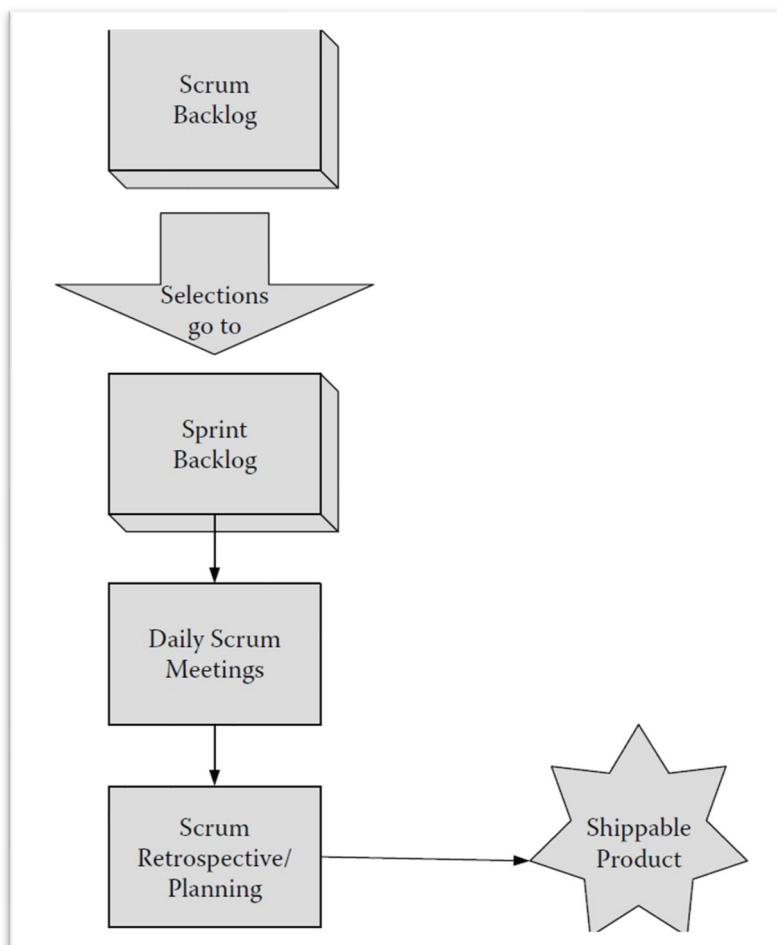 Scrum
Backlog
Selections
go to
Sprint
Backlog
Daily Scrum
Meetings
Scrum
Retrospective/
Planning
Shippable
Product